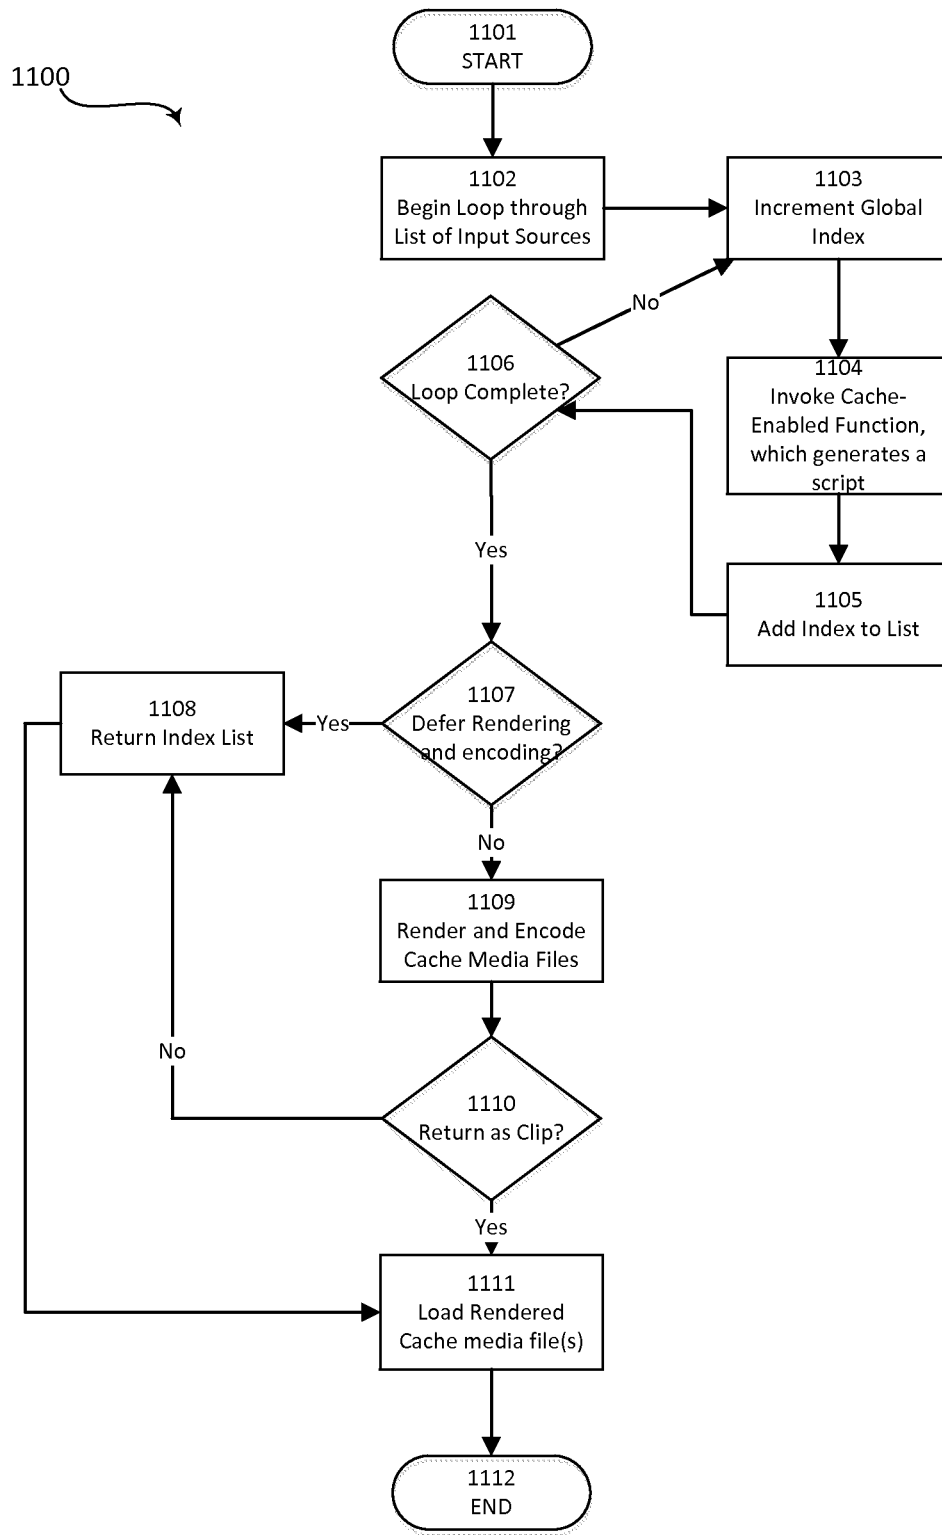 1101
START
1100
1102
Begin Loop through
List of Input Sources
1103
Increment Global
Index
No
1106
Loop Complete?
1104
Invoke Cache-
Enabled Function,
which generates a
script
Yes
1105
Add Index to List
1107
Defer Rendering
and encoding?
Yes
1108
Return Index List
No
1109
Render and Encode
Cache Media Files
No
1110
Return as Clip?
Yes
1111
Load Rendered
Cache media file(s)
1112
END